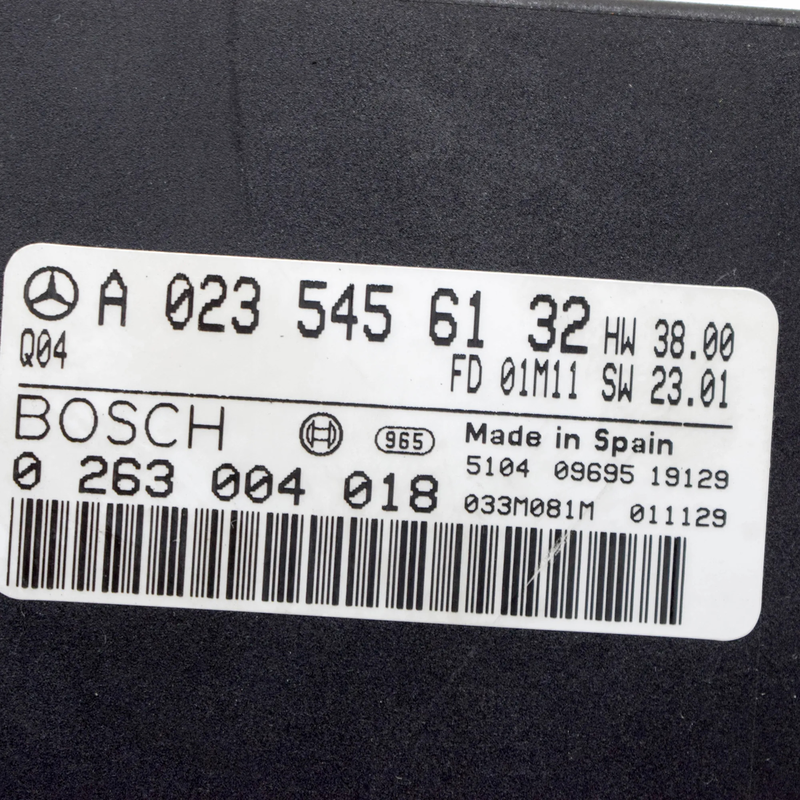 A 023 545 61 32 HW 38.00
Q04 FD 01M11 SW 23.01
BOSCH 965 Made in Spain
5104 09695 19129
0 263 004 018
033M081M 011129